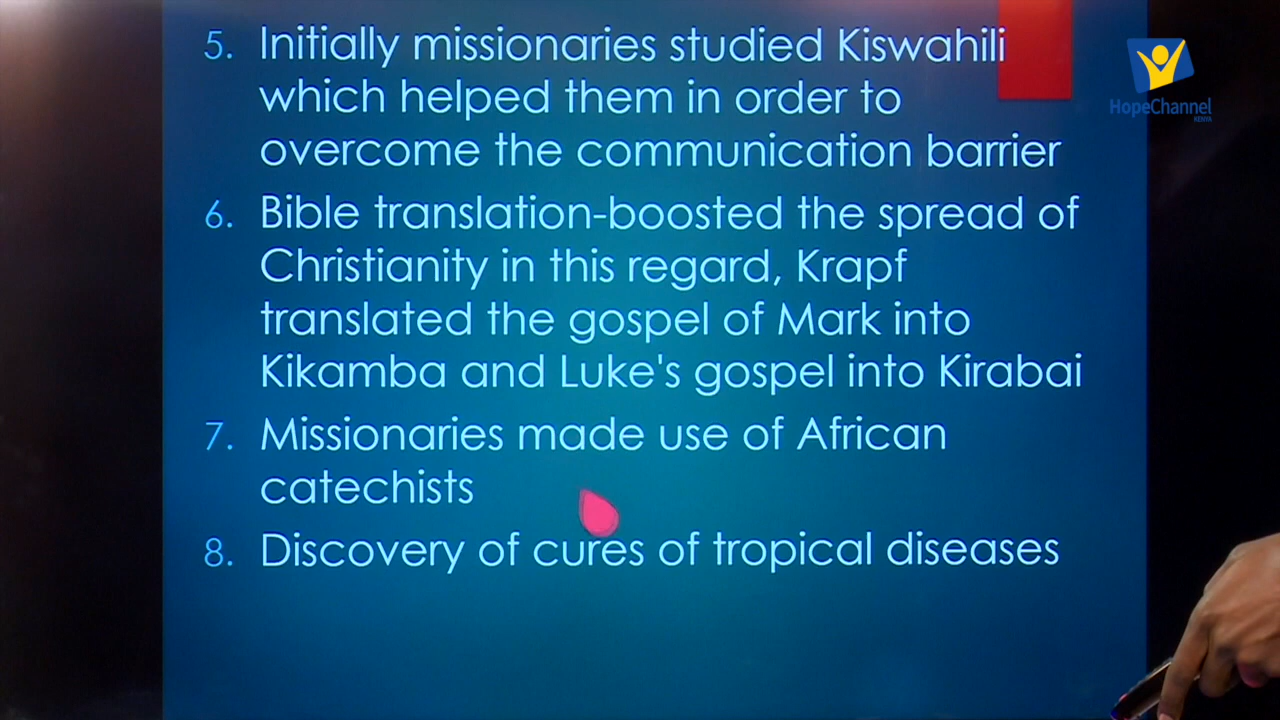 5. Initially missionaries studied Kiswahili
which helped them in order to
overcome the communication barrier
6. Bible translation-boosted the spread of
Christianity in this regard, Krapf
translated the gospel of Mark into
Kikamba and Luke's gospel into Kirabai
7. Missionaries made use of African
catechists
8. Discovery of cures of tropical diseases
HopeChannel
KENYA